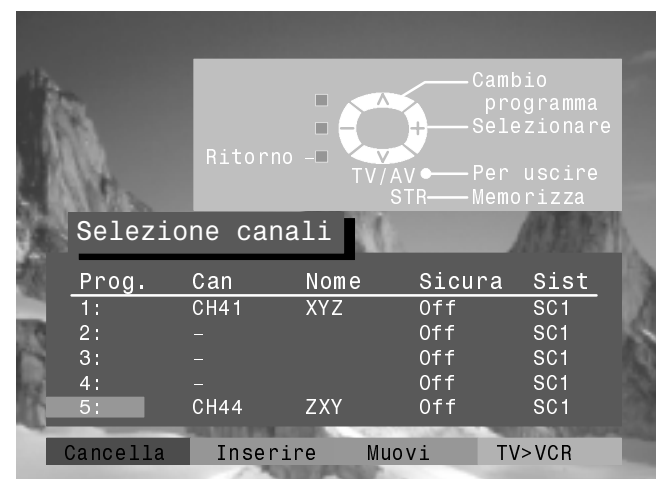 Cambio
programma
Selezionare
Ritorno
TV/AV Per uscire
STR Memorizza
Selezione canali
Prog. Can Nome Sicura Sist
1: CH41 XYZ Off SC1
2: – Off SC1
3: – Off SC1
4: – Off SC1
5: CH44 ZXY Off SC1
Cancella Inserire Muovi TV>VCR